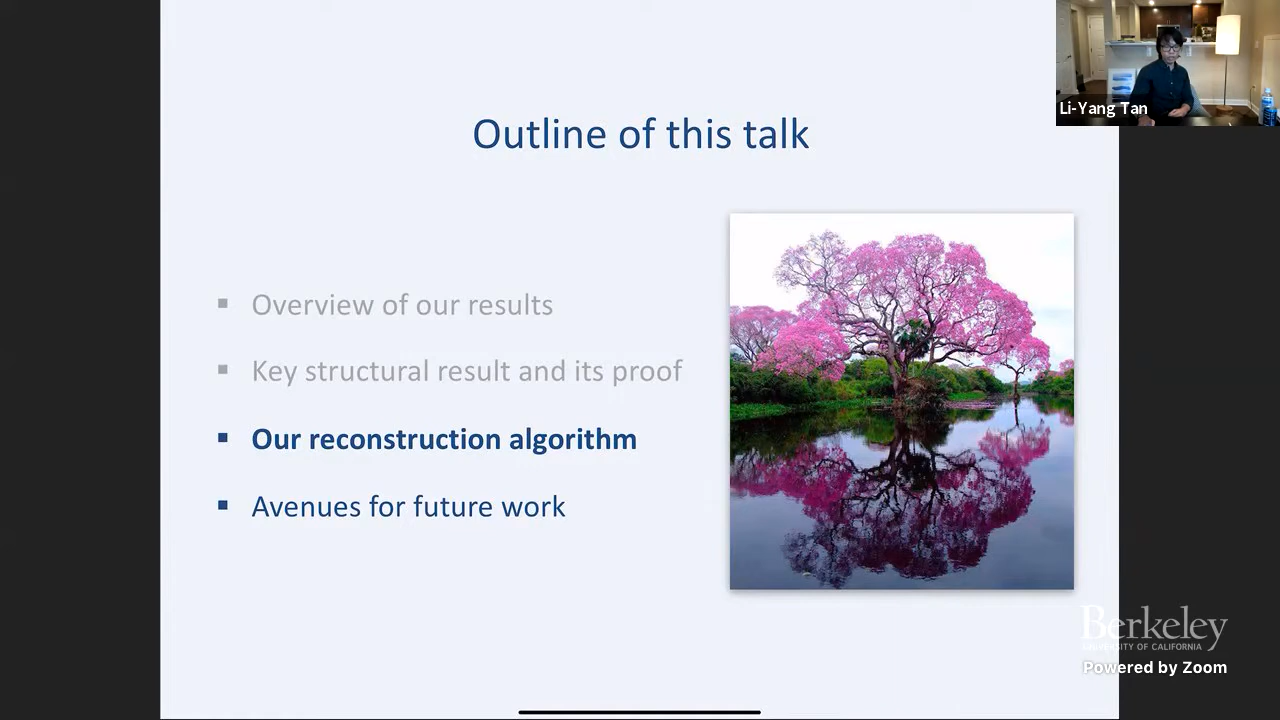 Li-Yang Tan
Outline of this talk
Overview of our results
Key structural result and its proof
Our reconstruction algorithm
Avenues for future work
Berkeley
UNIVERSITY OF CALIFORNIA
Powered by Zoom